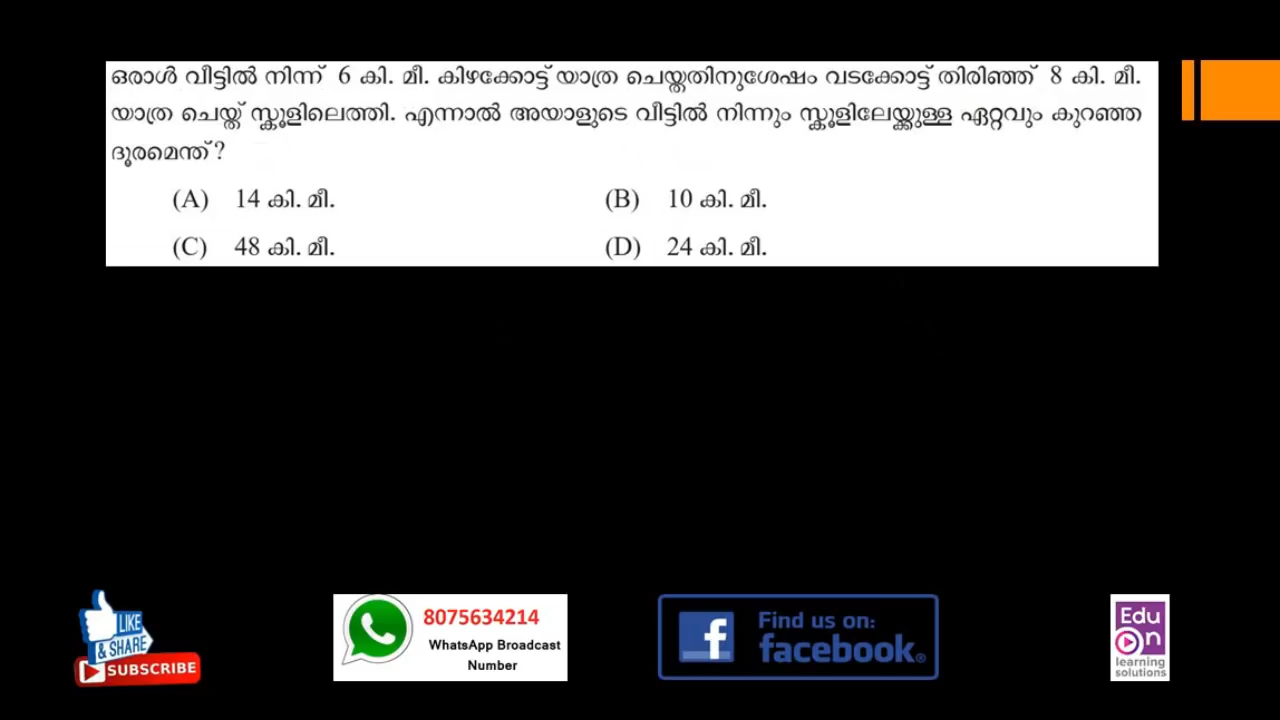 ഒരാൾ വീട്ടിൽ നിന്ന് 6 കി. മീ. കിഴക്കോട്ട് യാത്ര ചെയ്തതിനുശേഷം വടക്കോട്ട് തിരിഞ്ഞ് 8 കി. മീ.
യാത്ര ചെയ്ത് സ്കൂളിലെത്തി. എന്നാൽ അയാളുടെ വീട്ടിൽ നിന്നും സ്കൂളിലേയ്ക്കുള്ള ഏറ്റവും കുറഞ്ഞ
ദൂരമെന്ത് ?
(A) 14 കി. മീ. (B) 10 കി. മീ.
(C) 48 കി. മീ. (D) 24 കി. മീ.
LIKE
& SHARE
SUBSCRIBE
8075634214
WhatsApp Broadcast
Number
f Find us on:
facebook®
Edu
On
learning
solutions